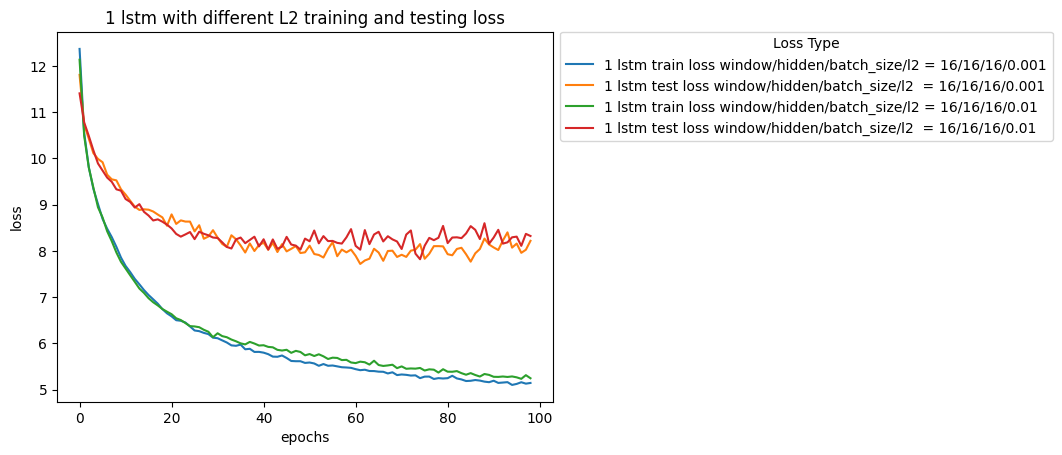 1 lstm with different L2 training and testing loss
Loss Type
1 lstm train loss window/hidden/batch_size/l2 = 16/16/16/0.001
1 lstm test loss window/hidden/batch_size/l2  = 16/16/16/0.001
1 lstm train loss window/hidden/batch_size/l2 = 16/16/16/0.01
1 lstm test loss window/hidden/batch_size/l2  = 16/16/16/0.01
loss
12
11
10
9
8
7
6
5
0 20 40 60 80 100
epochs